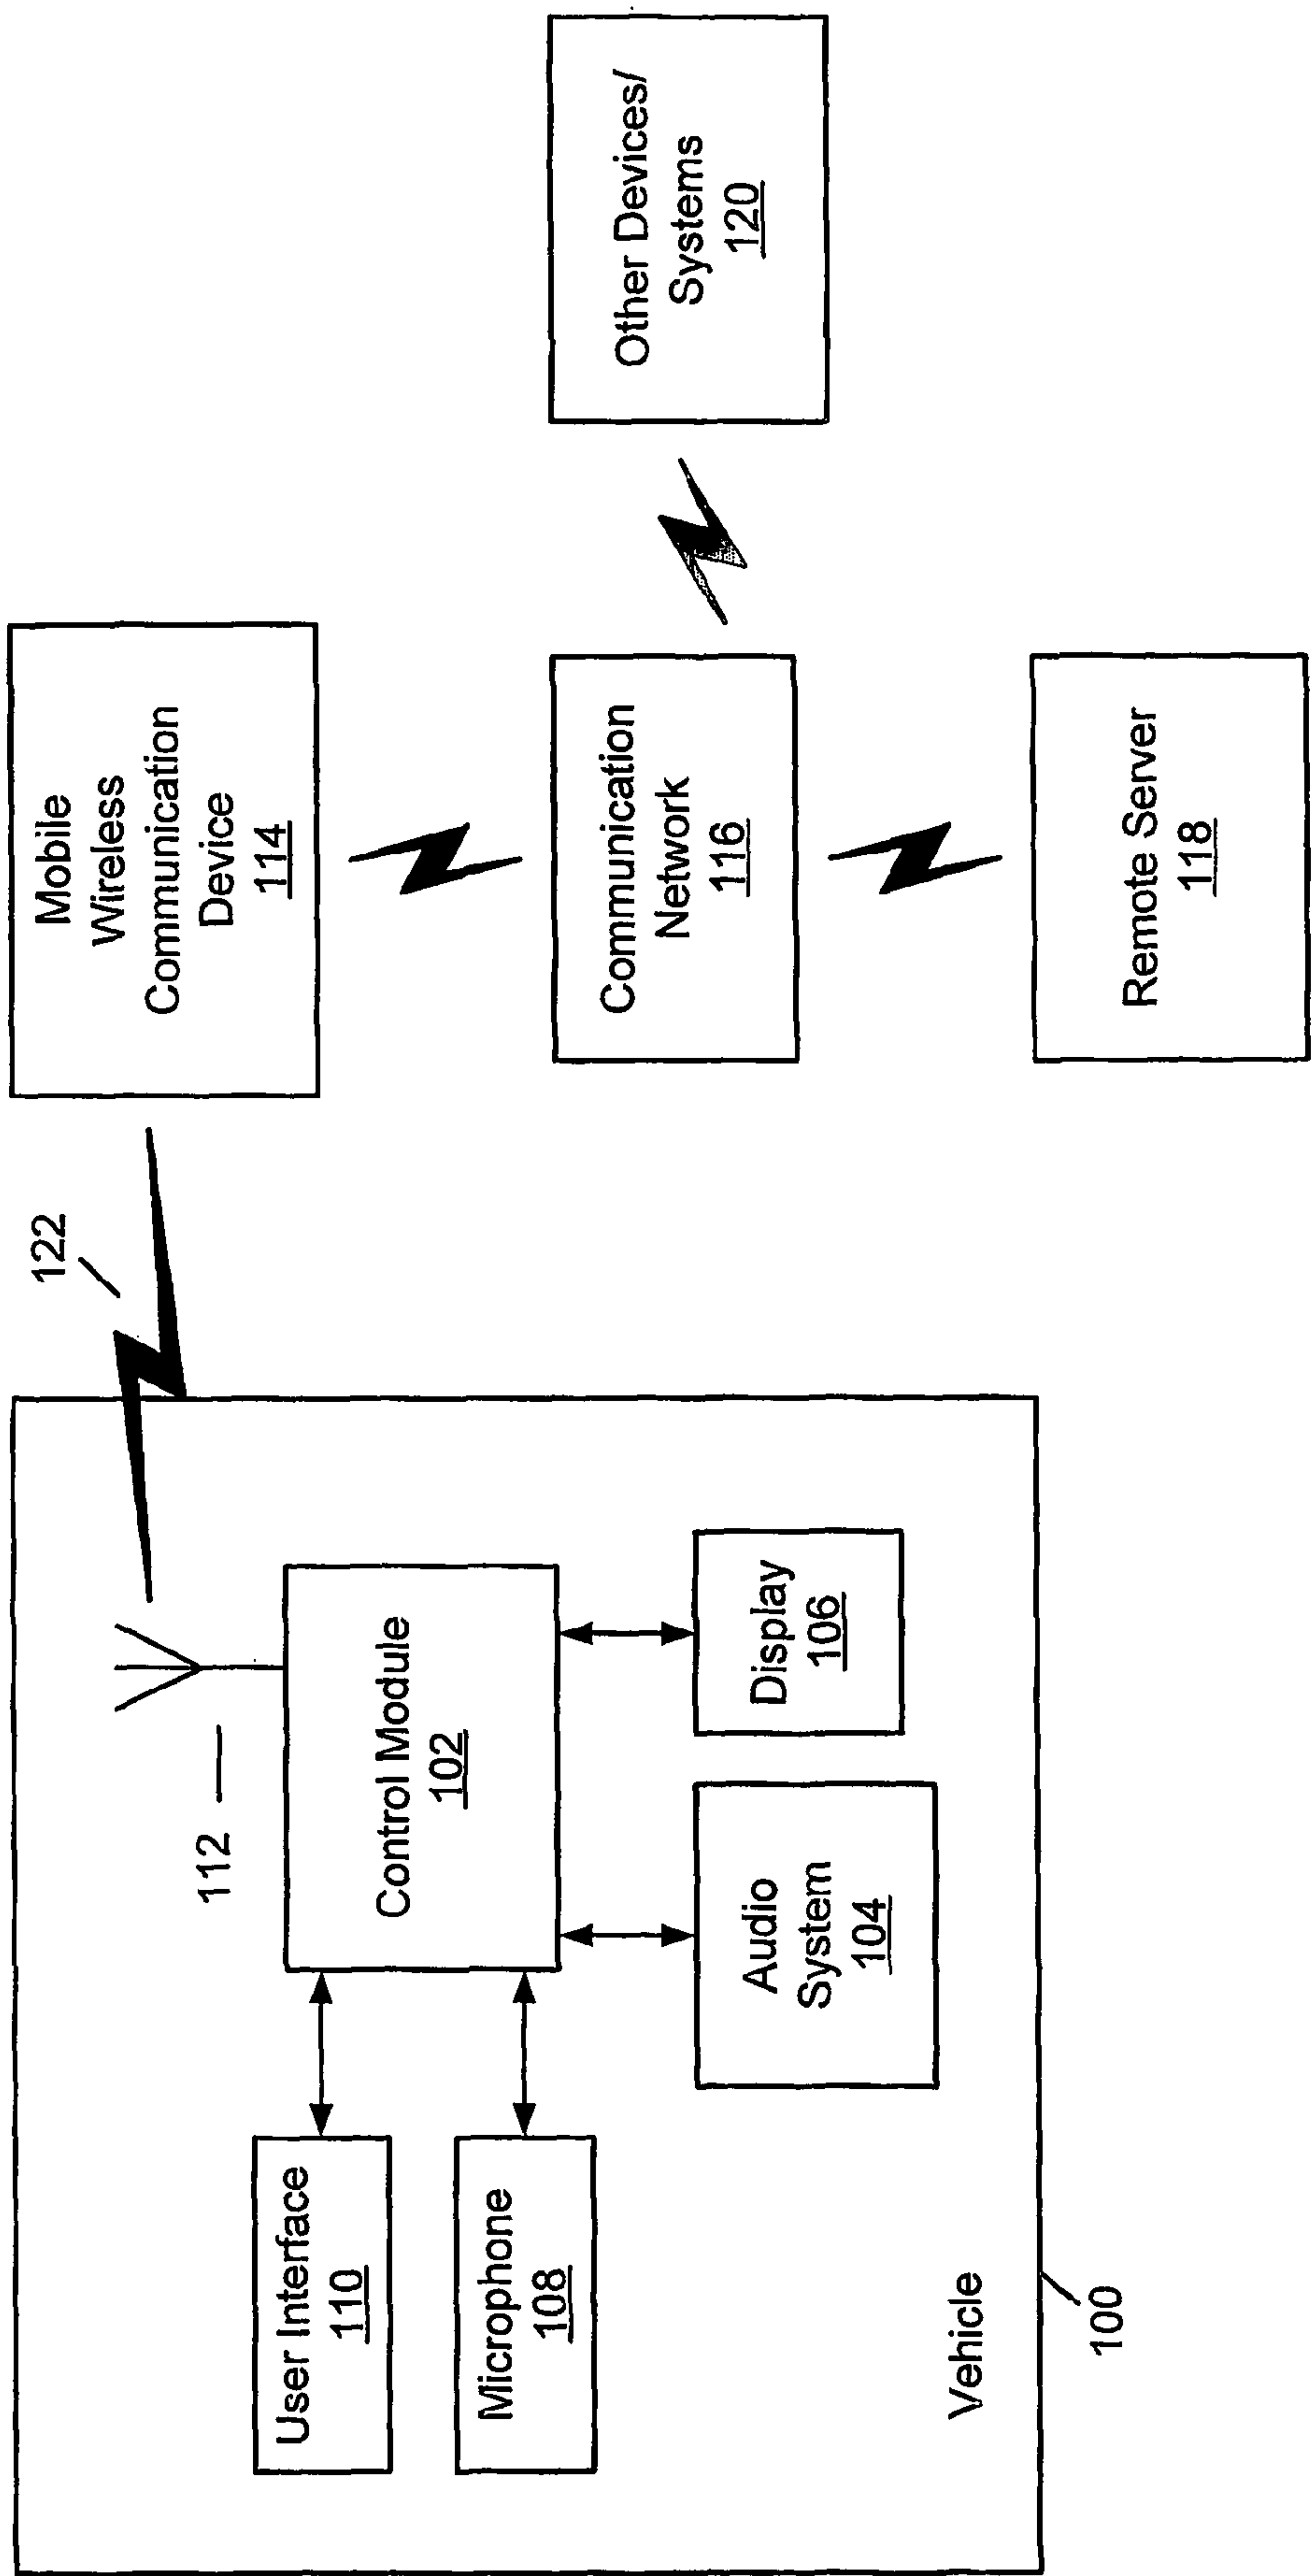 122
Mobile
Wireless
Communication
Device
114
112
User Interface
110
Control Module
102
Microphone
108
Audio
System
104
Display
106
Vehicle
100
Communication
Network
116
Other Devices/
Systems
120
Remote Server
118